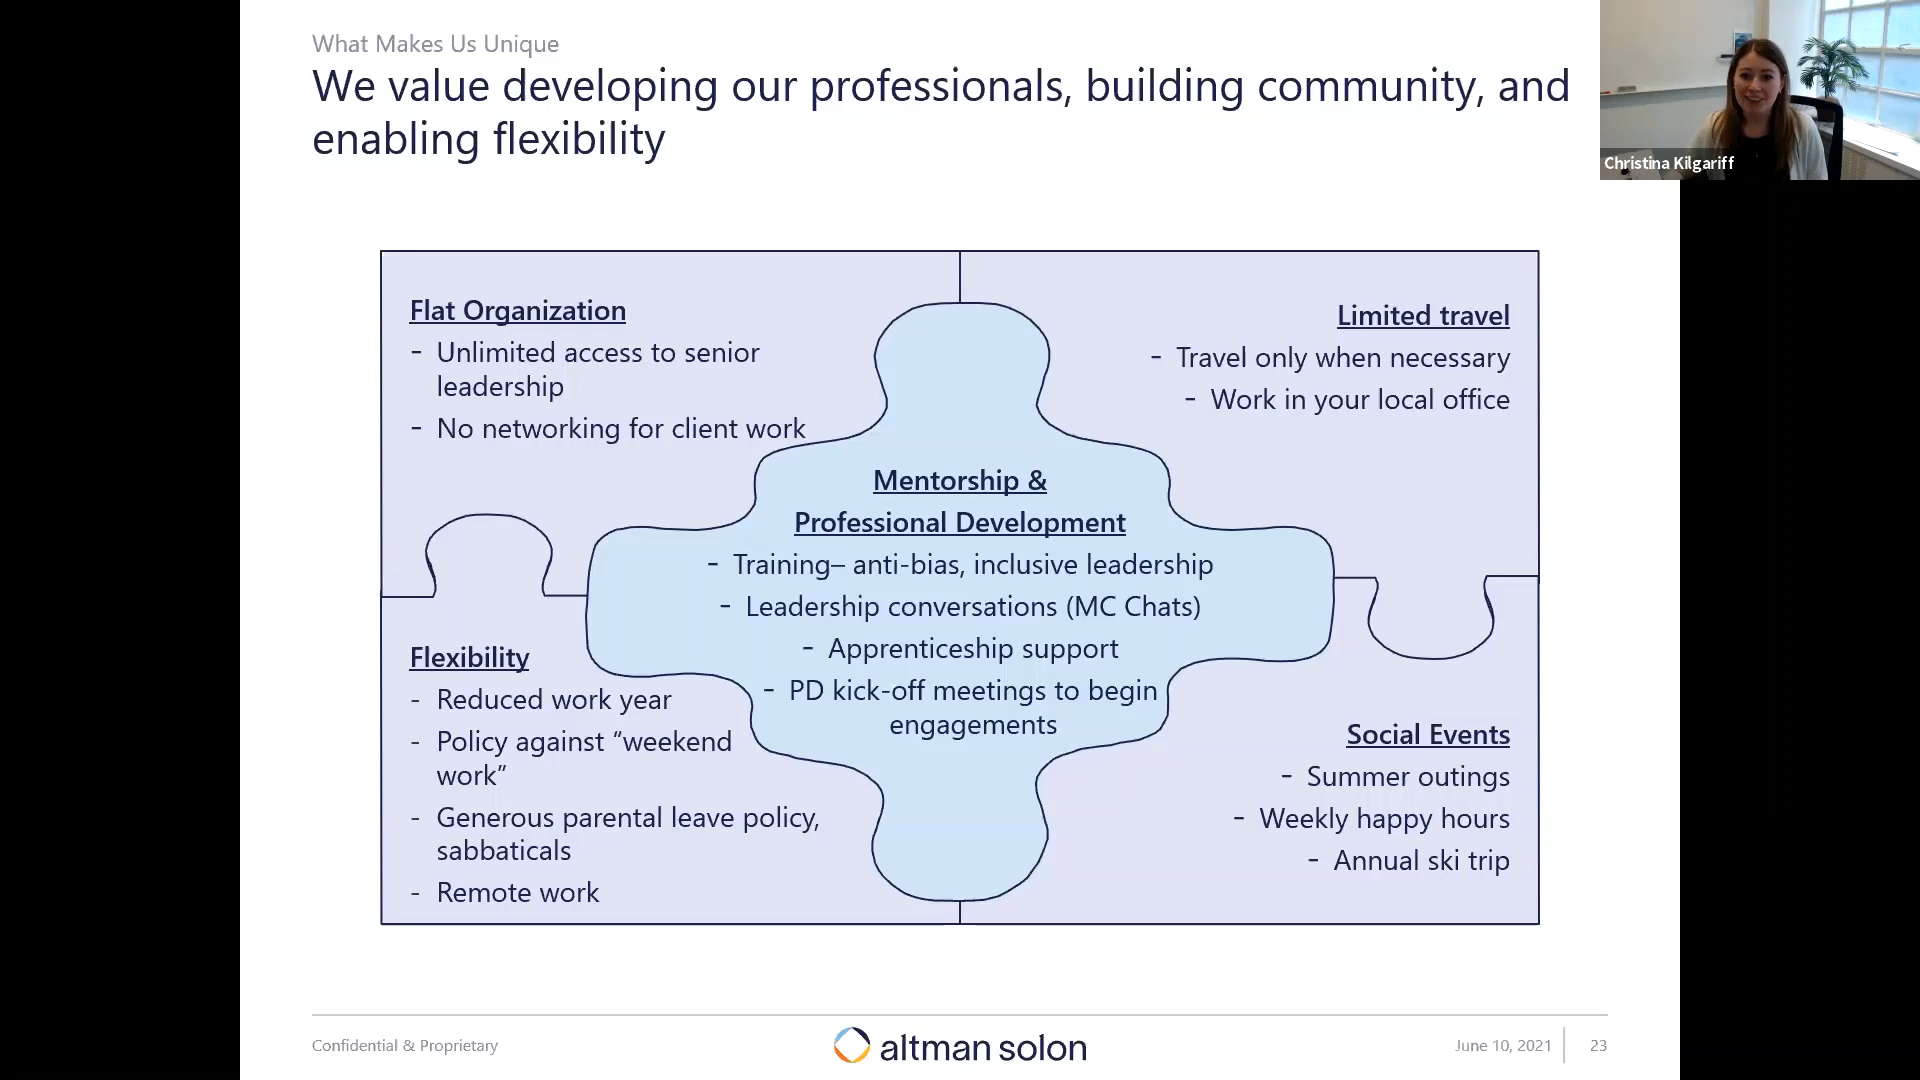 What Makes Us Unique
We value developing our professionals, building community, and
enabling flexibility
Christina Kilgariff
Flat Organization
- Unlimited access to senior
leadership
- No networking for client work
Limited travel
- Travel only when necessary
- Work in your local office
Mentorship &
Professional Development
- Training– anti-bias, inclusive leadership
- Leadership conversations (MC Chats)
- Apprenticeship support
- PD kick-off meetings to begin
engagements
Flexibility
- Reduced work year
- Policy against “weekend
work”
- Generous parental leave policy,
sabbaticals
- Remote work
Social Events
- Summer outings
- Weekly happy hours
- Annual ski trip
Confidential & Proprietary
altman solon
June 10, 2021
23